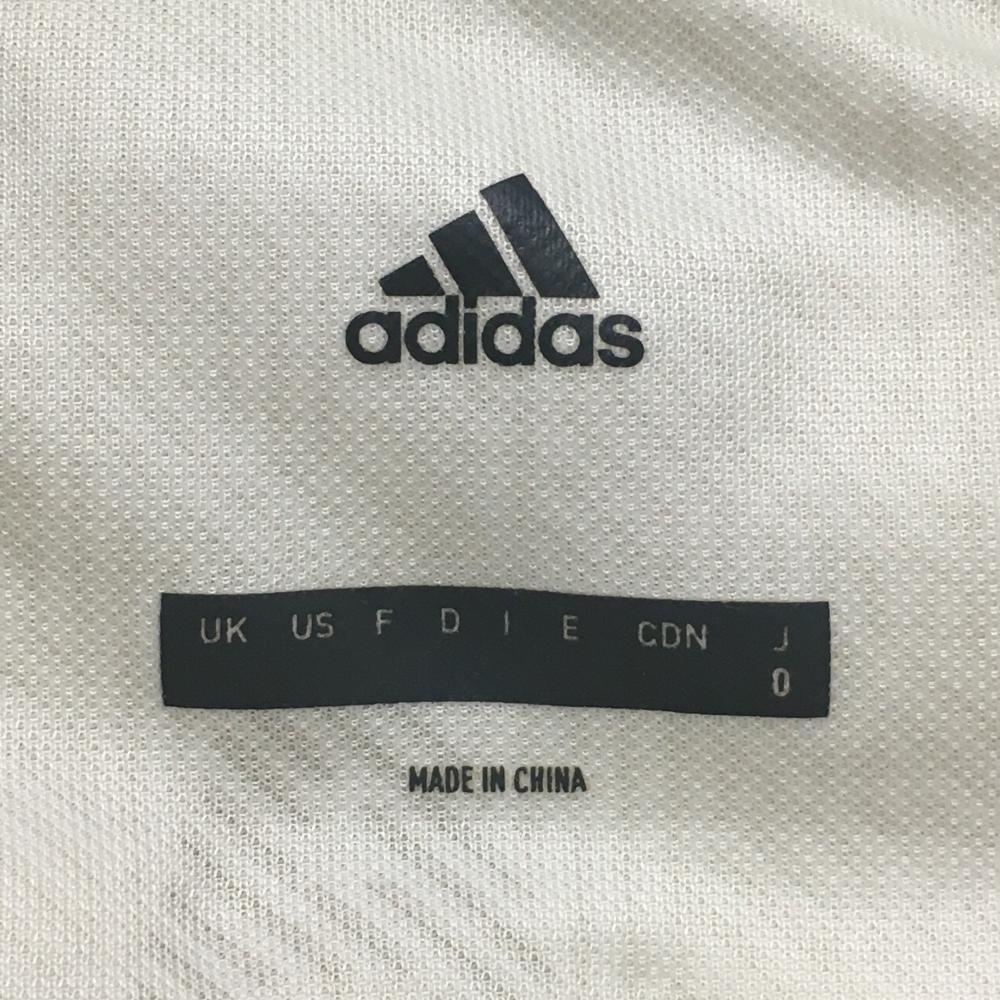 adidas
UK US F D I E CDN J
O
MADE IN CHINA